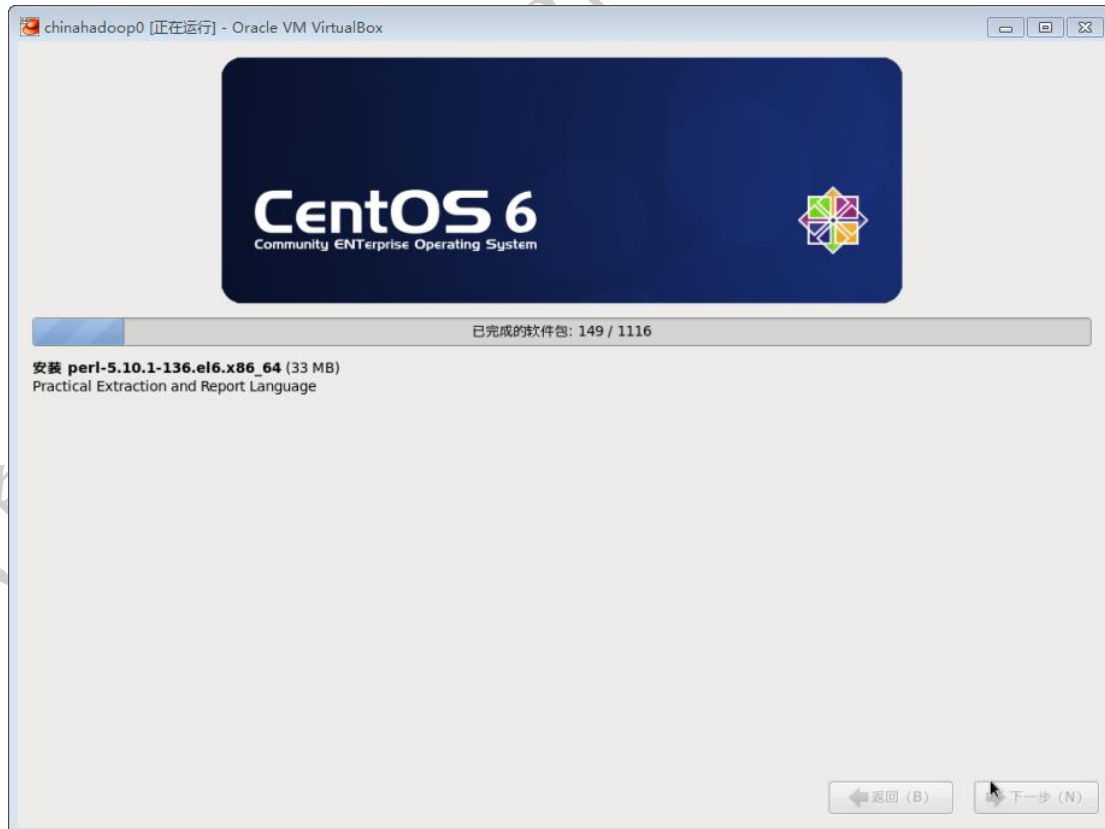 chinahadoop0 [正在运行] - Oracle VM VirtualBox
CentOS 6
Community ENTerprise Operating System
已完成的软件包: 149 / 1116
安装 perl-5.10.1-136.el6.x86_64 (33 MB)
Practical Extraction and Report Language
返回 (B)
下一步 (N)